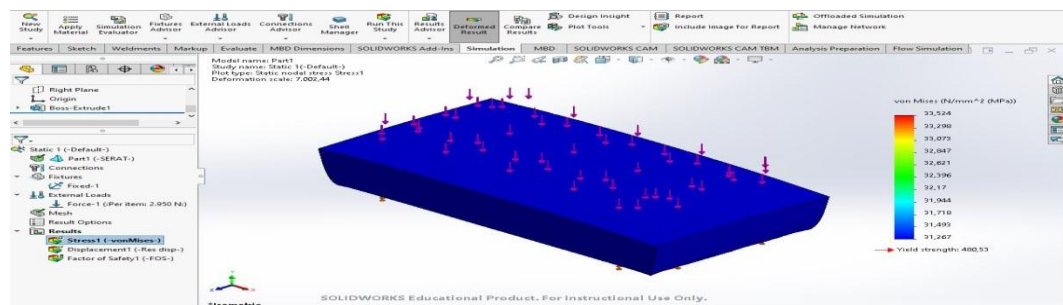 New Study
Apply Material
Simulation Evaluator
Fixtures Advisor
External Loads Advisor
Connections Advisor
Shell Manager
Run This Study
Results Advisor
Deformed Result
Compare Results
Design Insight
Plot Tools
Report
Include Image for Report
Offloaded Simulation
Manage Network
Features Sketch Weldments Markup Evaluate MBD Dimensions SOLIDWORKS Add-Ins Simulation MBD SOLIDWORKS CAM SOLIDWORKS CAM TBM Analysis Preparation Flow Simulation
Right Plane
Origin
Boss-Extrude1
Static 1 (-Default-)
Part1 (-SERAT-)
Connections
Fixtures
Fixed-1
External Loads
Force-1 (:Per item: 2.950 N:)
Mesh
Result Options
Results
Stress1 (-vonMises-)
Displacement1 (-Res disp-)
Factor of Safety1 (-FOS-)
Model name: Part1
Study name: Static 1(-Default-)
Plot type: Static nodal stress Stress1
Deformation scale: 7.002,44
von Mises (N/mm^2 (MPa))
33,524
33,298
33,073
32,847
32,621
32,396
32,17
31,944
31,718
31,493
31,267
Yield strength: 480,53
SOLIDWORKS Educational Product. For Instructional Use Only.